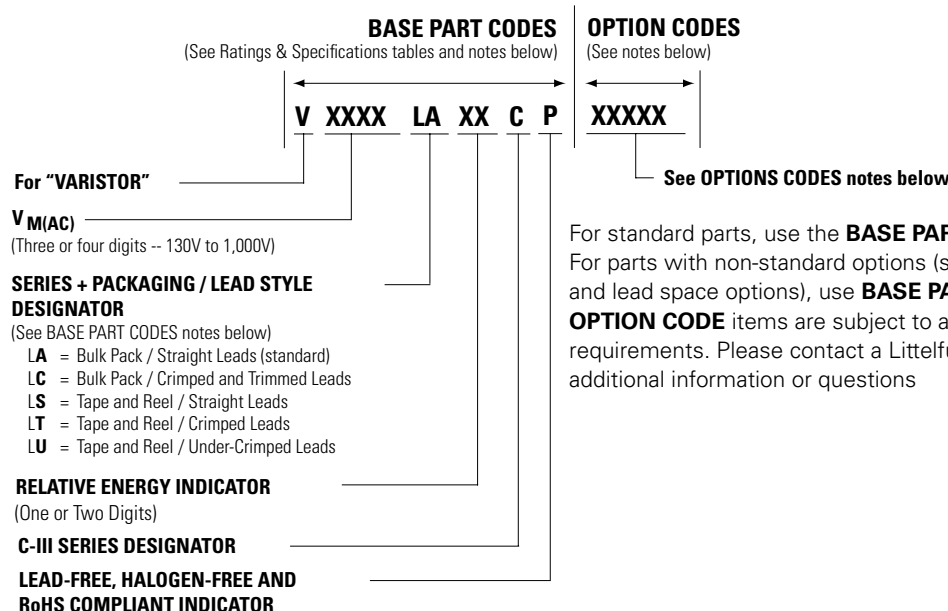 BASE PART CODES
(See Ratings & Specifications tables and notes below)
OPTION CODES
(See notes below)
V XXXX LA XX C P XXXXX
For “VARISTOR”
See OPTIONS CODES notes below
V M(AC)
(Three or four digits -- 130V to 1,000V)
SERIES + PACKAGING / LEAD STYLE
DESIGNATOR
(See BASE PART CODES notes below)
LA = Bulk Pack / Straight Leads (standard)
LC = Bulk Pack / Crimped and Trimmed Leads
LS = Tape and Reel / Straight Leads
LT = Tape and Reel / Crimped Leads
LU = Tape and Reel / Under-Crimped Leads
RELATIVE ENERGY INDICATOR
(One or Two Digits)
C-III SERIES DESIGNATOR
LEAD-FREE, HALOGEN-FREE AND
RoHS COMPLIANT INDICATOR
For standard parts, use the BASE PAR
For parts with non-standard options (s
and lead space options), use BASE PA
OPTION CODE items are subject to a
requirements. Please contact a Littelfu
additional information or questions